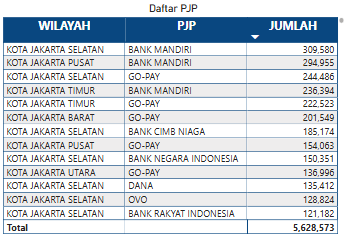 Daftar PJP
WILAYAH PJP JUMLAH
KOTA JAKARTA SELATAN BANK MANDIRI 309,580
KOTA JAKARTA PUSAT BANK MANDIRI 294,955
KOTA JAKARTA SELATAN GO-PAY 244,486
KOTA JAKARTA TIMUR BANK MANDIRI 236,394
KOTA JAKARTA TIMUR GO-PAY 222,523
KOTA JAKARTA BARAT GO-PAY 201,549
KOTA JAKARTA SELATAN BANK CIMB NIAGA 185,174
KOTA JAKARTA PUSAT GO-PAY 154,063
KOTA JAKARTA SELATAN BANK NEGARA INDONESIA 150,351
KOTA JAKARTA UTARA GO-PAY 136,996
KOTA JAKARTA SELATAN DANA 135,412
KOTA JAKARTA SELATAN OVO 128,824
KOTA JAKARTA SELATAN BANK RAKYAT INDONESIA 121,182
Total 5,628,573